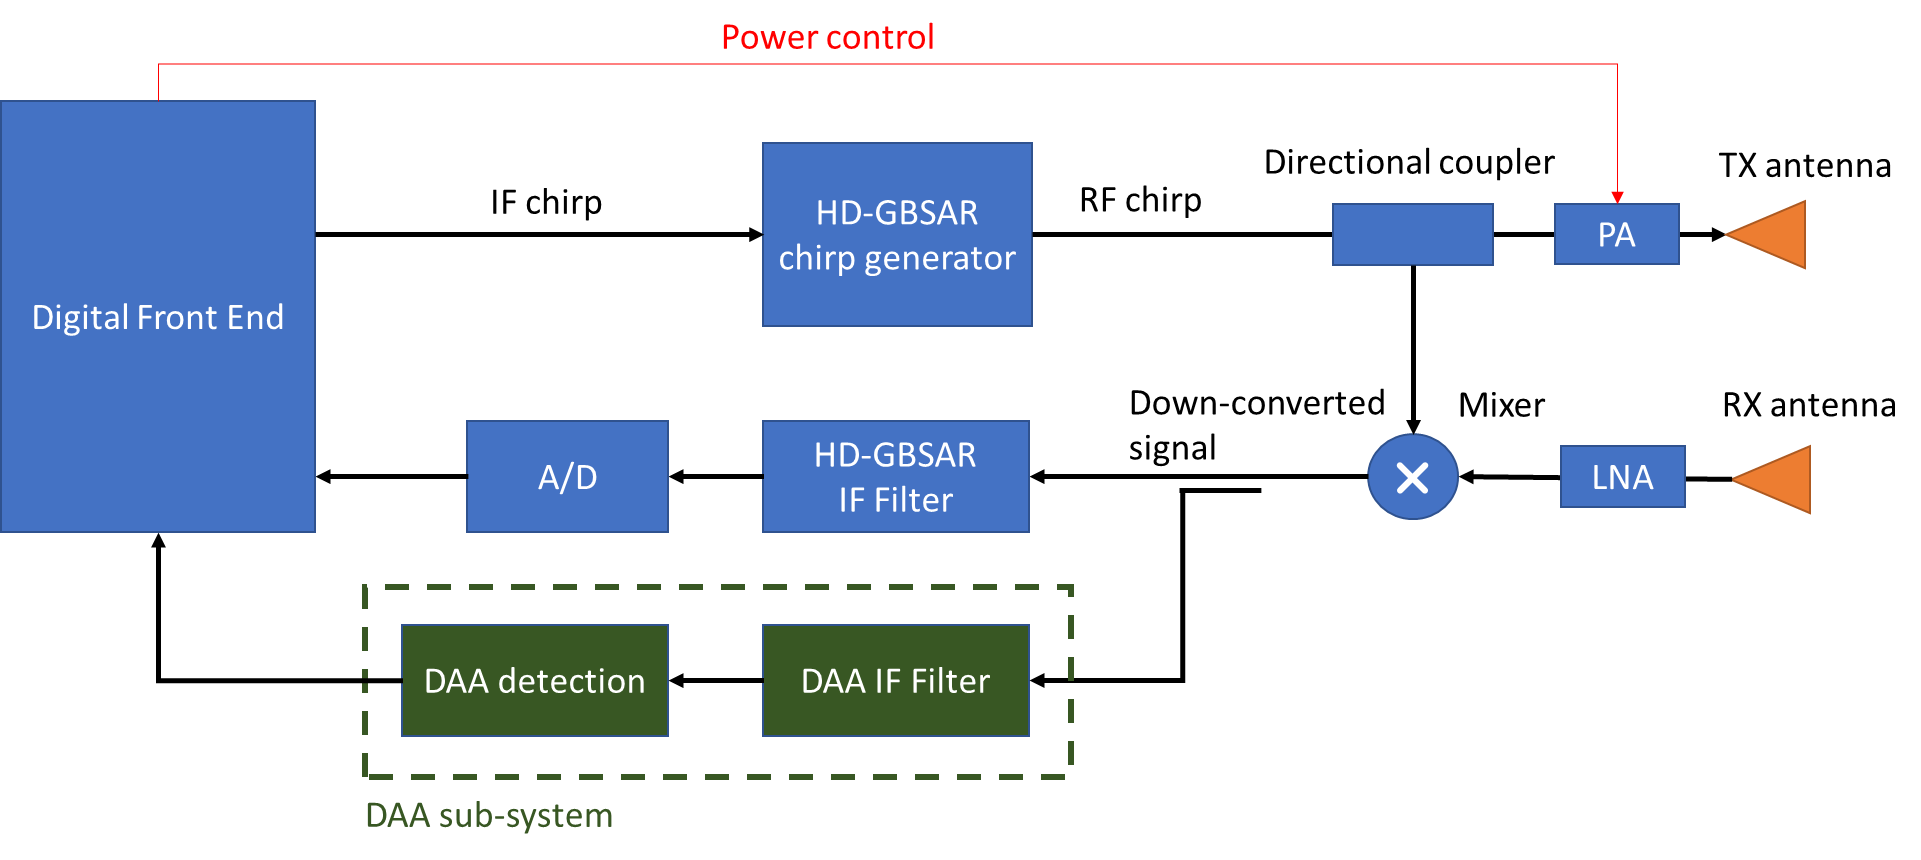 Power control
Directional coupler
TX antenna
IF chirp
HD-GBSAR
chirp generator
RF chirp
PA
Digital Front End
Down-converted
signal
Mixer
RX antenna
A/D
HD-GBSAR
IF Filter
LNA
DAA detection
DAA IF Filter
DAA sub-system